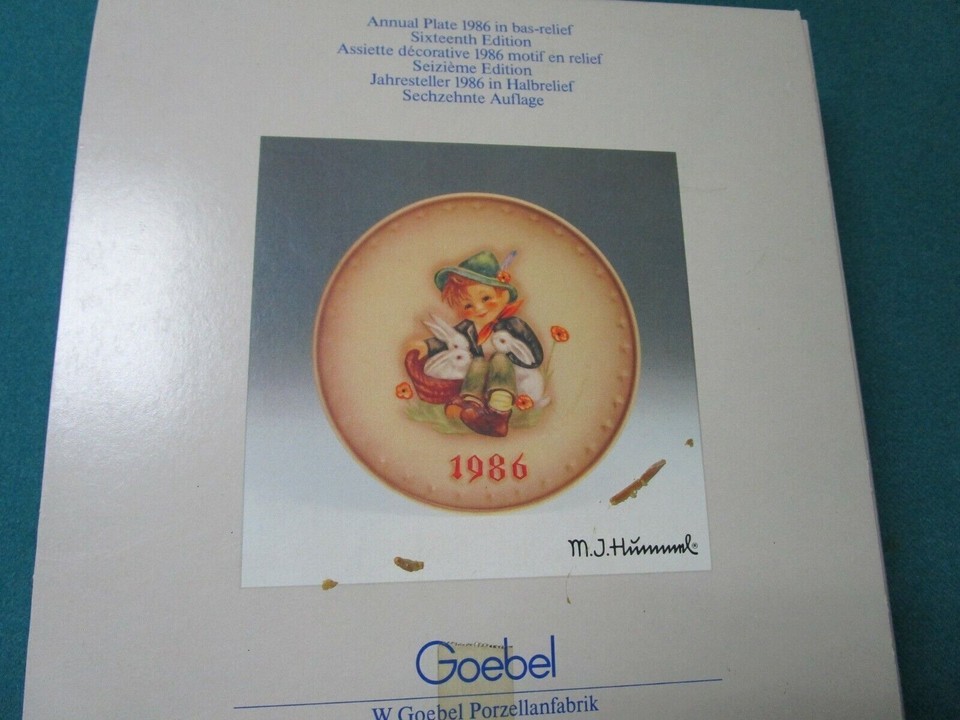 Annual Plate 1986 in bas-relief
Sixteenth Edition
Assiette décorative 1986 motif en relief
Seizième Edition
Jahresteller 1986 in Halbrelief
Sechzehnte Auflage
1986
M.J.Hummel®
Goebel
W. Goebel Porzellanfabrik